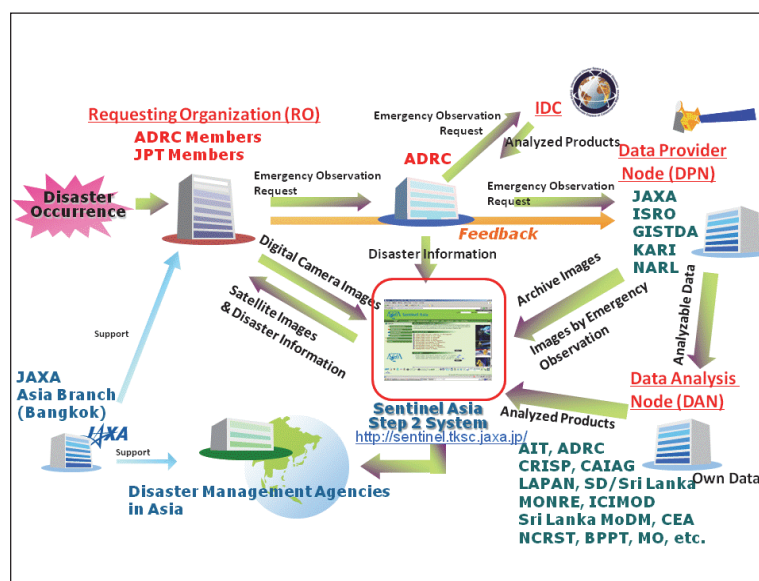 IDC
Requesting Organization (RO)
ADRC Members
JPT Members
Emergency Observation
Request
Analyzed Products
ADRC
Data Provider
Node (DPN)
Disaster
Occurrence
Emergency Observation
Request
Emergency Observation
Request
JAXA
ISRO
GISTDA
KARI
NARL
Feedback
Disaster Information
Digital Camera Images
Satellite Images
& Disaster Information
Archive Images
Images by Emergency
Observation
Analyzable Data
Support
Sentinel Asia
JAXA
Asia Branch
(Bangkok)
JAXA
Support
Sentinel Asia
Step 2 System
http://sentinel.tksc.jaxa.jp/
Analyzed Products
Data Analysis
Node (DAN)
Own Data
AIT, ADRC
CRISP, CAIAG
LAPAN, SD/Sri Lanka
MONRE, ICIMOD
Sri Lanka MoDM, CEA
NCRST, BPPT, MO, etc.
Disaster Management Agencies
in Asia